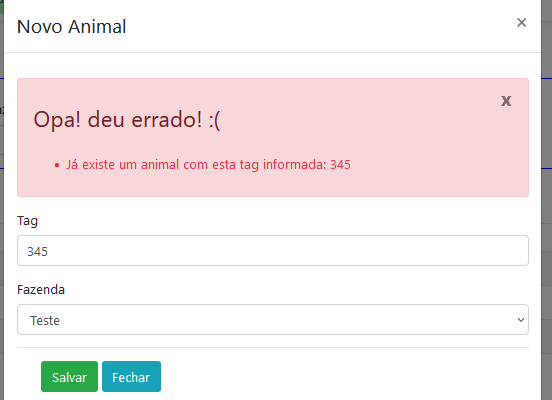 Novo Animal
×
x
Opa! deu errado! :(
Já existe um animal com esta tag informada: 345
Tag
345
Fazenda
Teste
Salvar Fechar